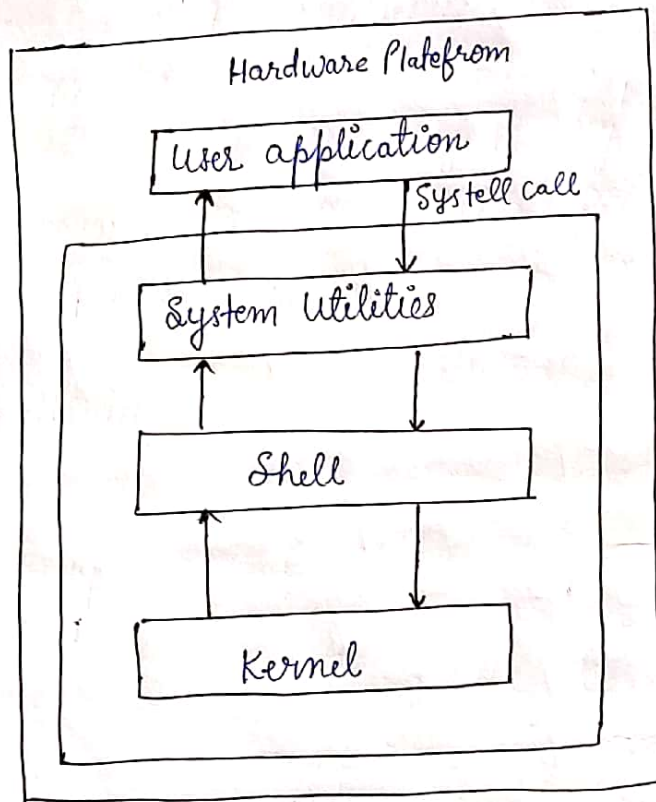 Hardware Platefrom
User application
Systell call
System Utilities
Shell
Kernel